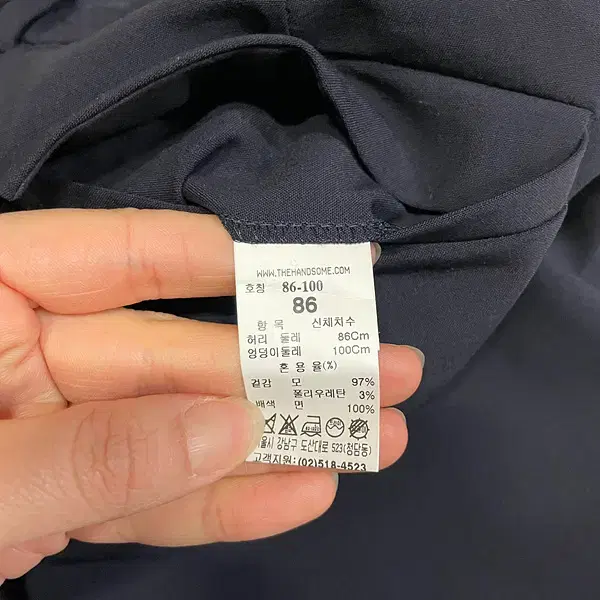 WWW.THEHANDSOME.COM
호칭 86-100
86
항 목 신체치수
허리 둘레 86Cm
엉덩이둘레 100Cm
혼 용 율(%)
겉감 모 97%
폴리우레탄 3%
배색 면 100%
강남구 도산대로 523(청담동)
고객지원: (02)518-4523